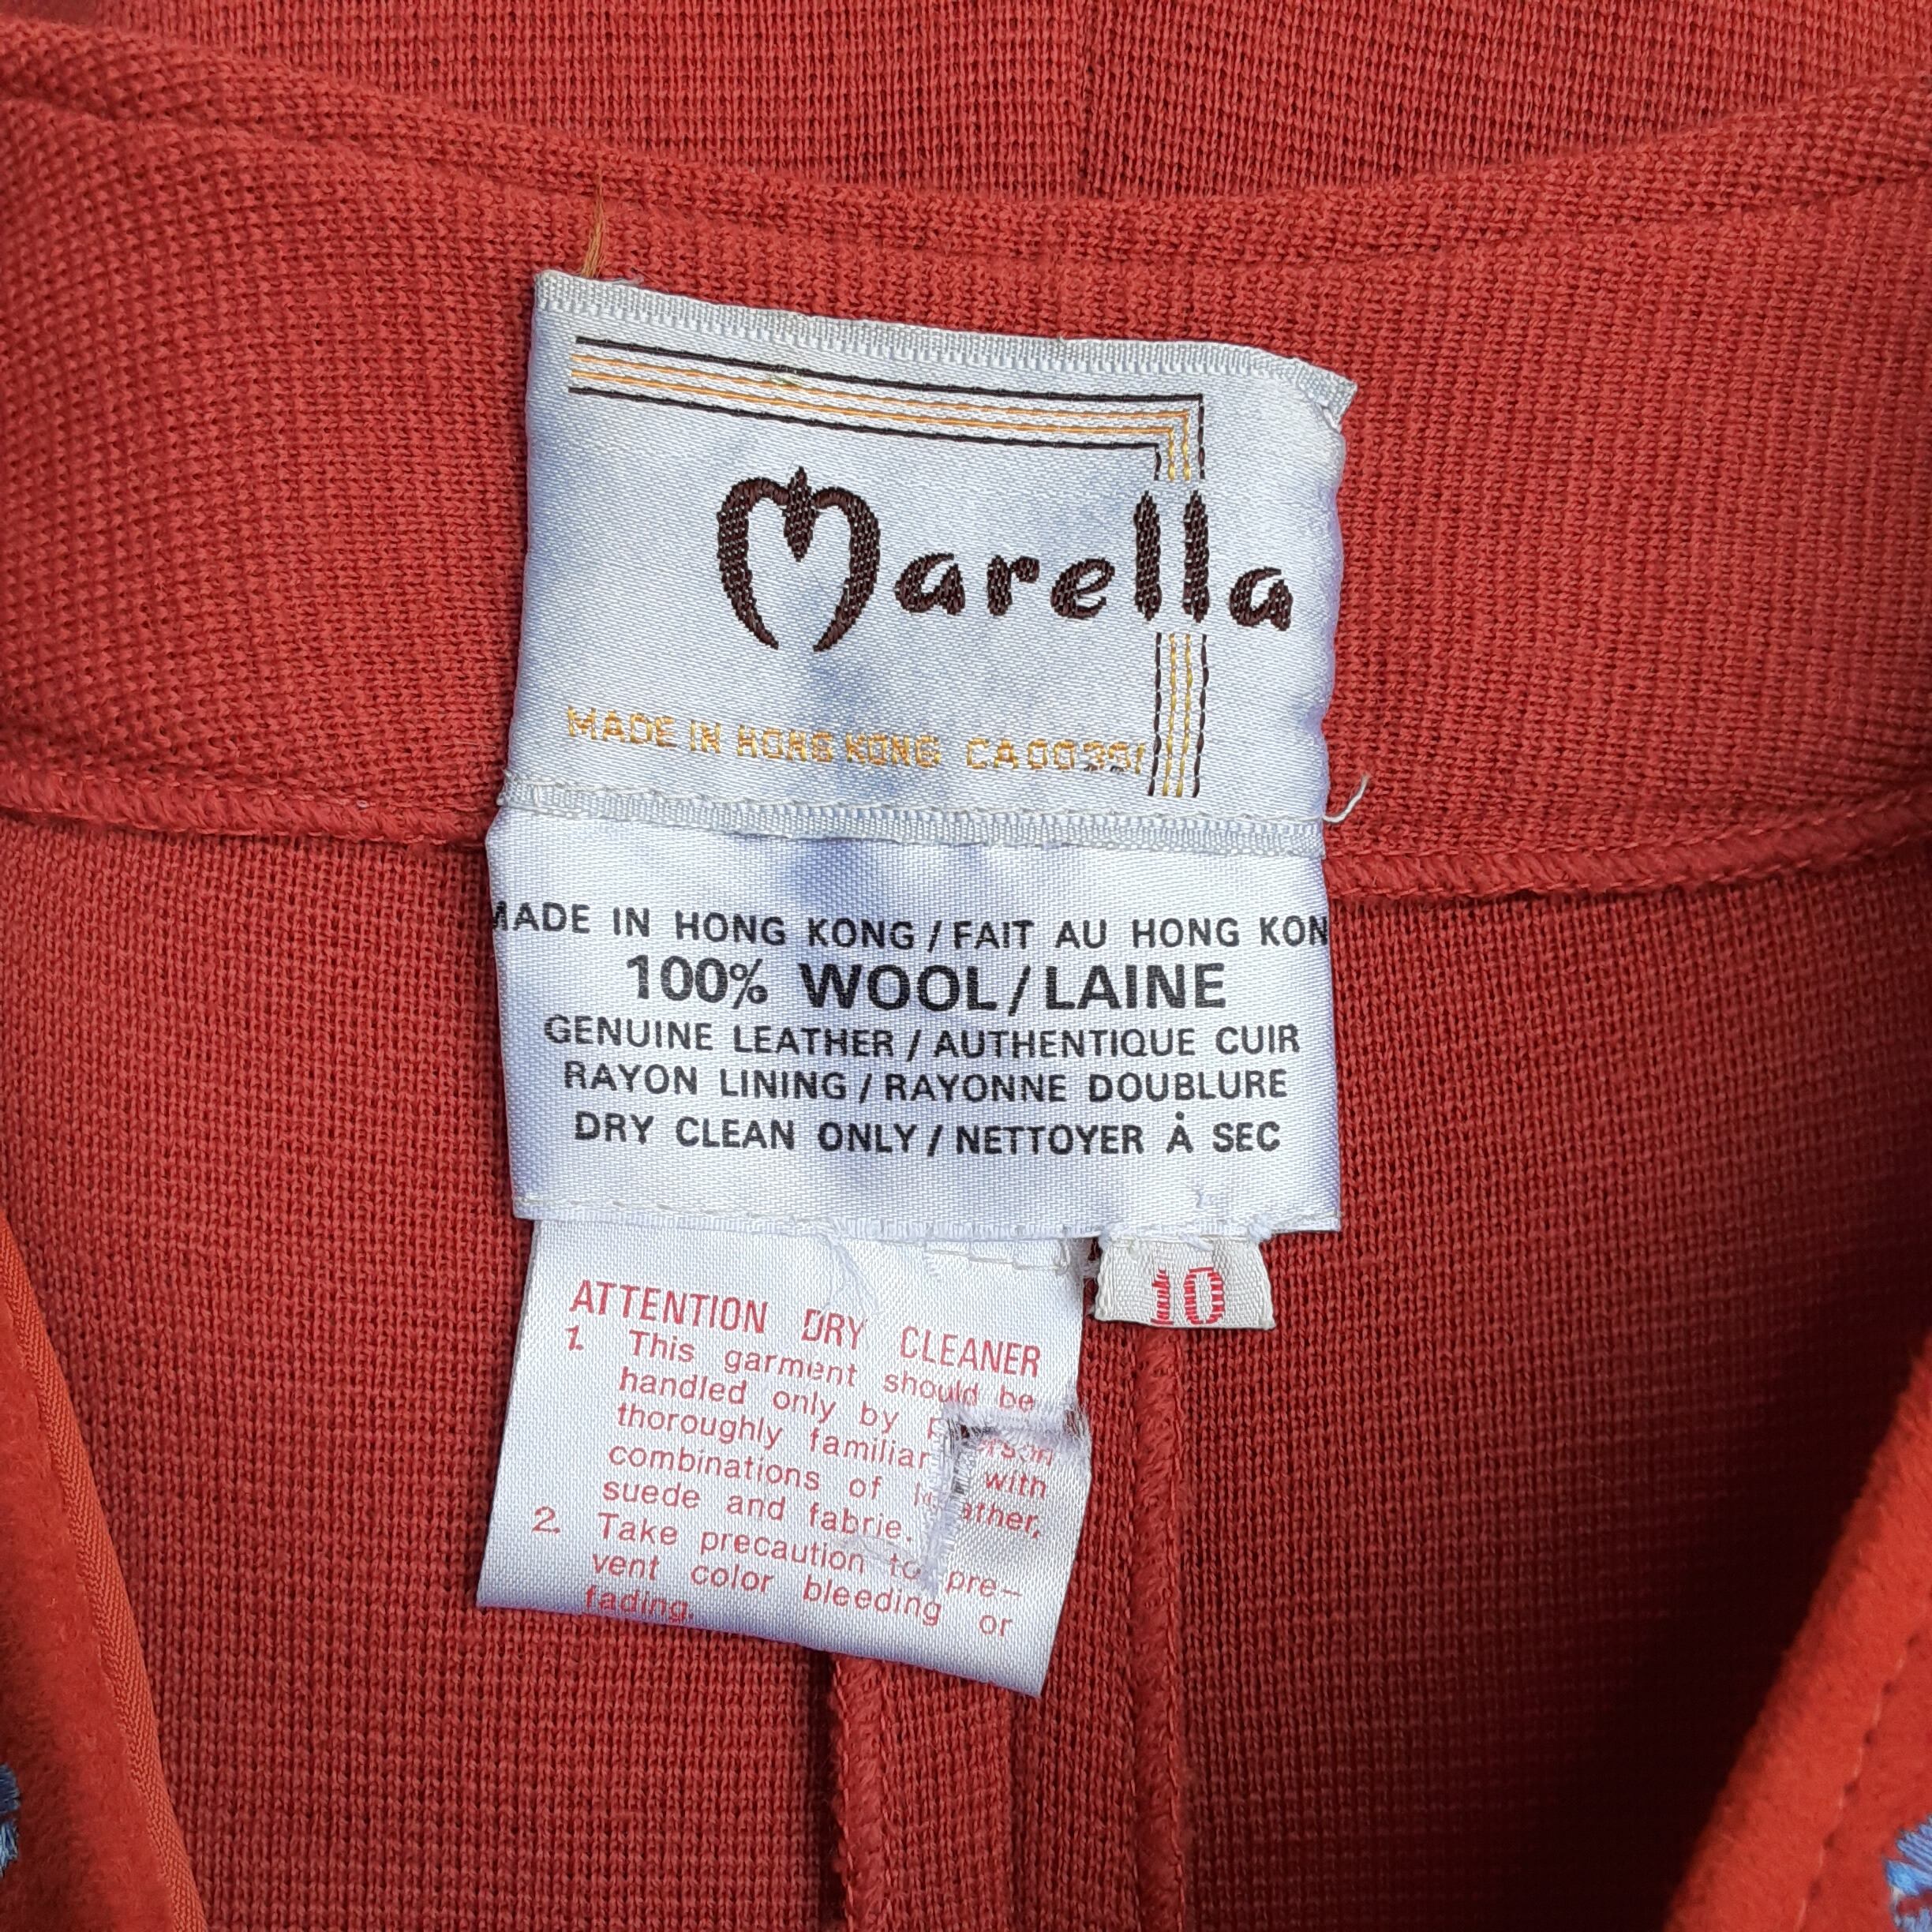 Marella
MADE IN HONG KONG CA00351
MADE IN HONG KONG / FAIT AU HONG KON
100% WOOL / LAINE
GENUINE LEATHER / AUTHENTIQUE CUIR
RAYON LINING / RAYONNE DOUBLURE
DRY CLEAN ONLY / NETTOYER À SEC
10
ATTENTION DRY CLEANER
1. This garment should be
handled only by person
thoroughly familiar with
combinations of leather,
suede and fabrie.
2. Take precaution to pre–
vent color bleeding or
fading.